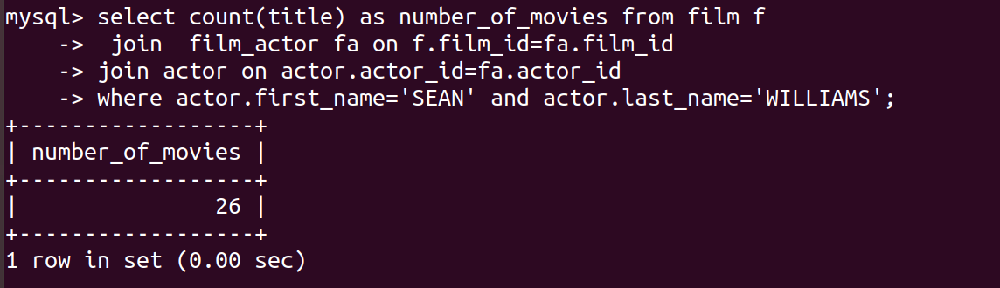 mysql> select count(title) as number_of_movies from film f
    ->  join  film_actor fa on f.film_id=fa.film_id
    -> join actor on actor.actor_id=fa.actor_id
    -> where actor.first_name='SEAN' and actor.last_name='WILLIAMS';
+------------------+
| number_of_movies |
+------------------+
|               26 |
+------------------+
1 row in set (0.00 sec)